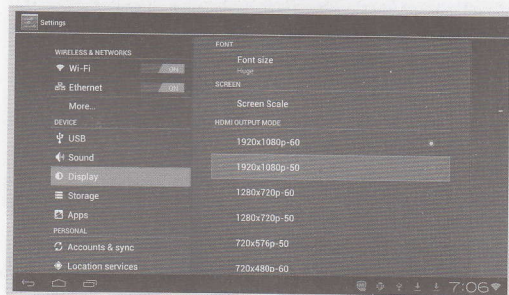 Settings
WIRELESS & NETWORKS
Wi-Fi ON
Ethernet ON
More...
DEVICE
USB
Sound
Display
Storage
Apps
PERSONAL
Accounts & sync
Location services
FONT
Font size
Huge
SCREEN
Screen Scale
HDMI OUTPUT MODE
1920x1080p-60
1920x1080p-50
1280x720p-60
1280x720p-50
720x576p-50
720x480p-60
7:06